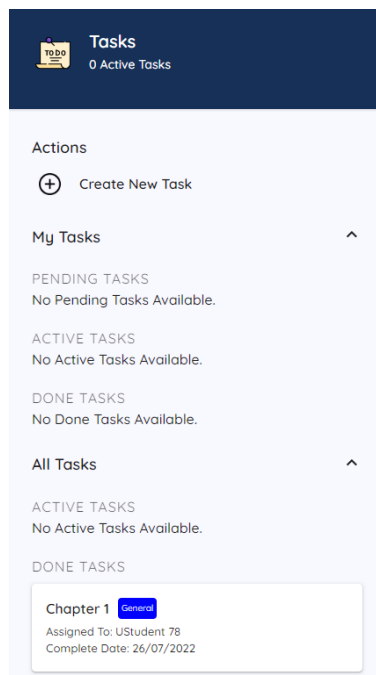 TO DO
Tasks
0 Active Tasks
Actions
Create New Task
My Tasks
PENDING TASKS
No Pending Tasks Available.
ACTIVE TASKS
No Active Tasks Available.
DONE TASKS
No Done Tasks Available.
All Tasks
ACTIVE TASKS
No Active Tasks Available.
DONE TASKS
Chapter 1 General
Assigned To: UStudent 78
Complete Date: 26/07/2022